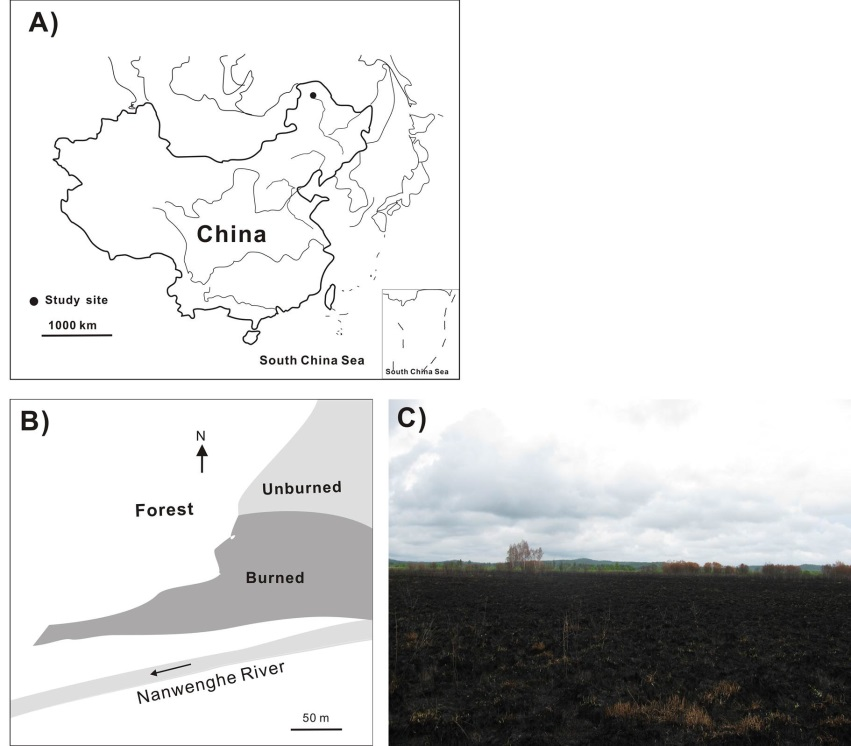 A)
China
Study site
1000 km
South China Sea
South China Sea
B)
N
Unburned
Forest
Burned
Nanwenghe River
50 m
C)